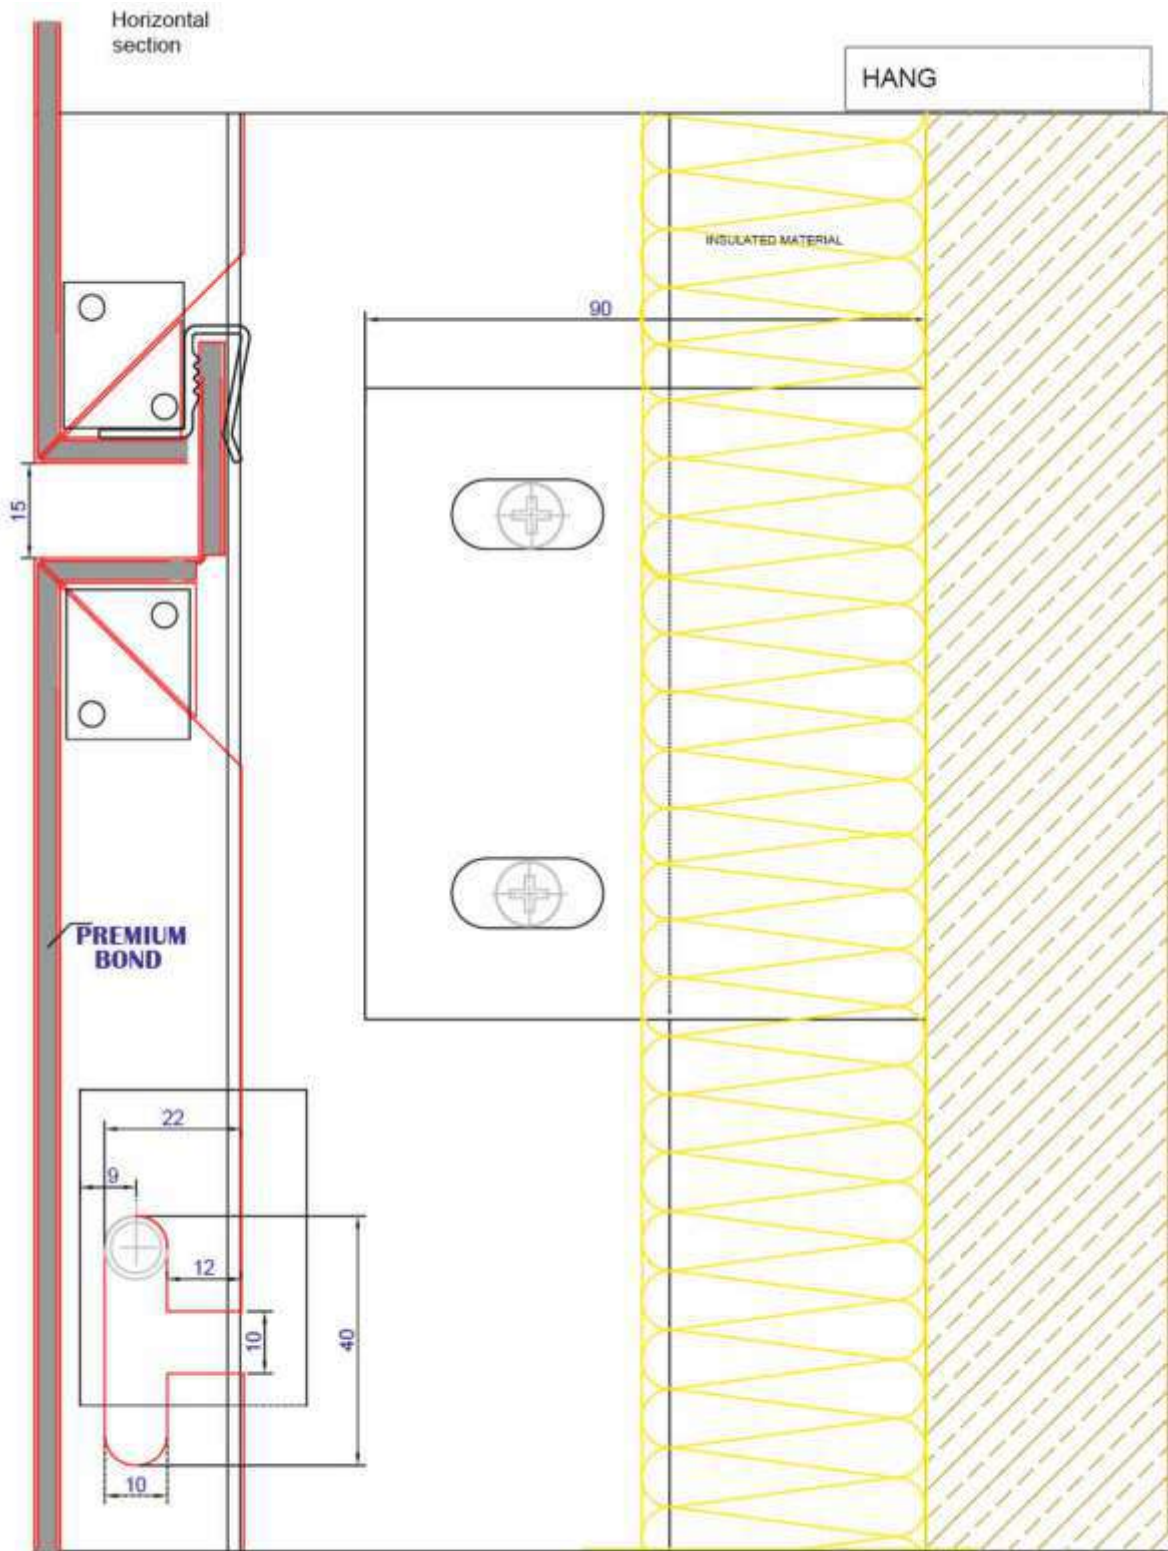 Horizontal
section
HANG
INSULATED MATERIAL
90
15
PREMIUM
BOND
22
9
12
10
40
10